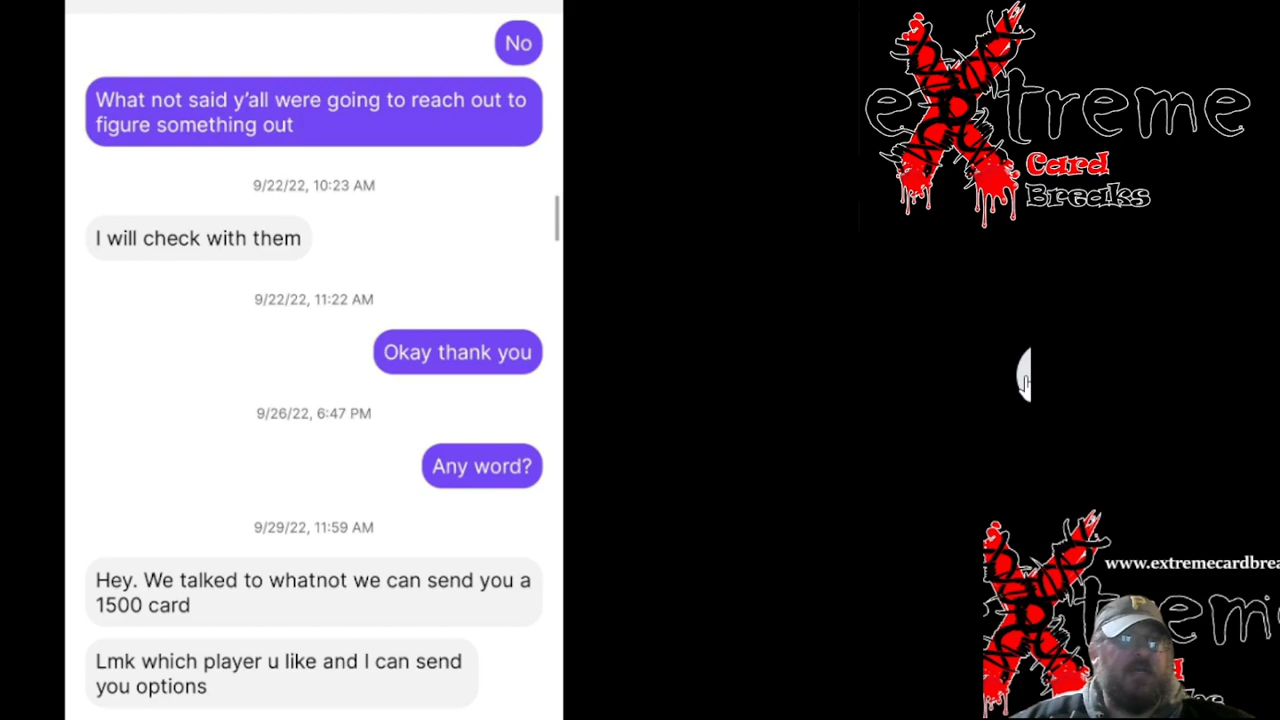 No
What not said y'all were going to reach out to
figure something out
9/22/22, 10:23 AM
I will check with them
9/22/22, 11:22 AM
Okay thank you
9/26/22, 6:47 PM
Any word?
9/29/22, 11:59 AM
Hey. We talked to whatnot we can send you a
1500 card
Lmk which player u like and I can send
you options
eXtreme
Card
Breaks
www.extremecardbrea